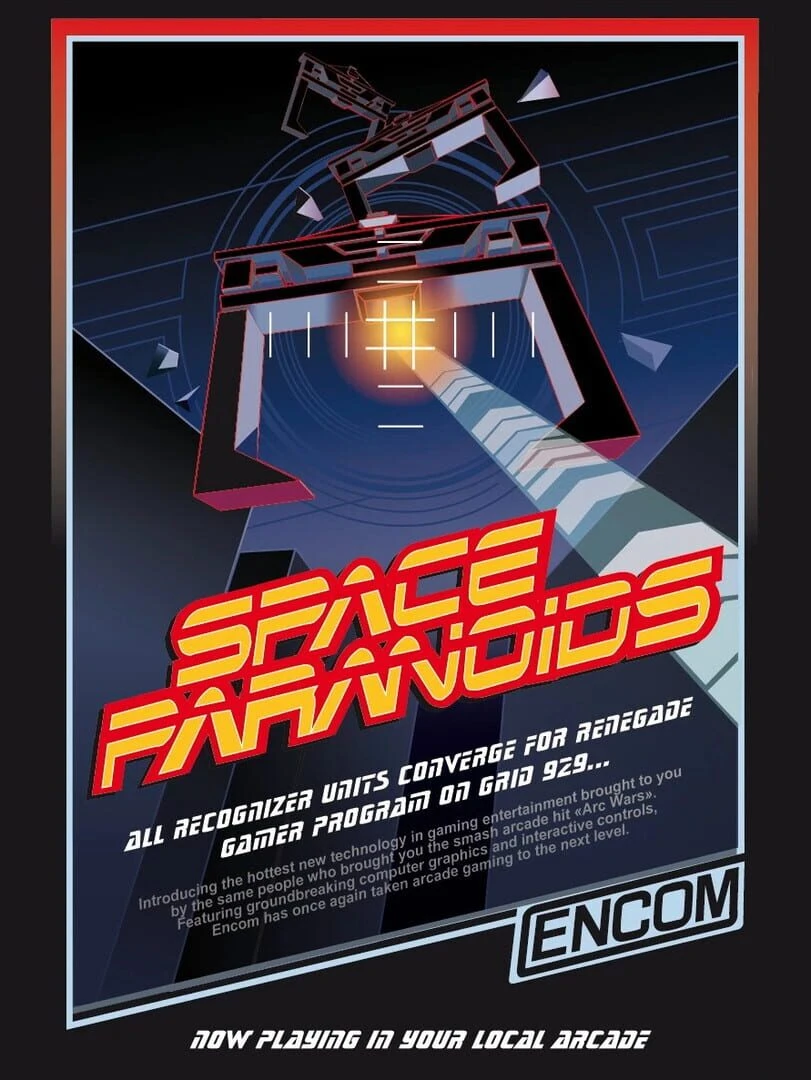 SPACE
PARANOiDS
ALL RECOGNIZER UNITS CONVERGE FOR RENEGADE
GAMER PROGRAM ON GRID 929...
Introducing the hottest new technology in gaming entertainment brought to you
by the same people who brought you the smash arcade hit «Arc Wars».
Featuring groundbreaking computer graphics and interactive controls,
Encom has once again taken arcade gaming to the next level.
ENCOM
NOW PLAYING IN YOUR LOCAL ARCADE